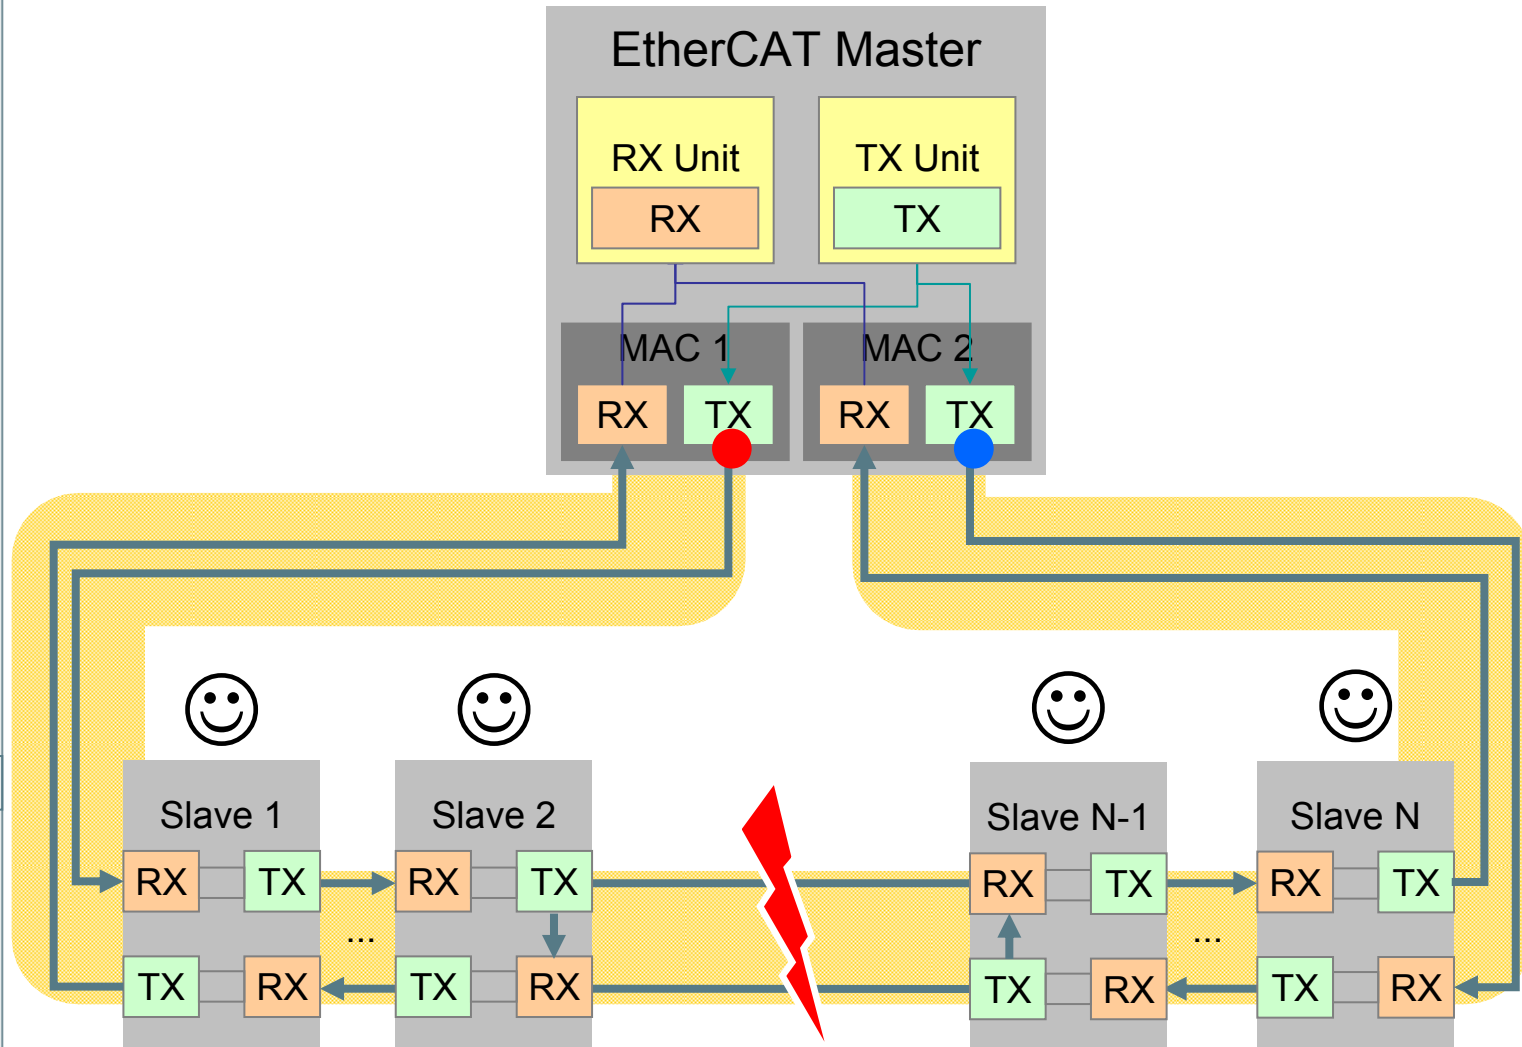 EtherCAT Master
RX Unit TX Unit
RX TX
MAC 1 MAC 2
RX TX RX TX
Slave 1 Slave 2 Slave N-1 Slave N
RX TX RX TX RX TX RX TX
... ...
TX RX TX RX TX RX TX RX